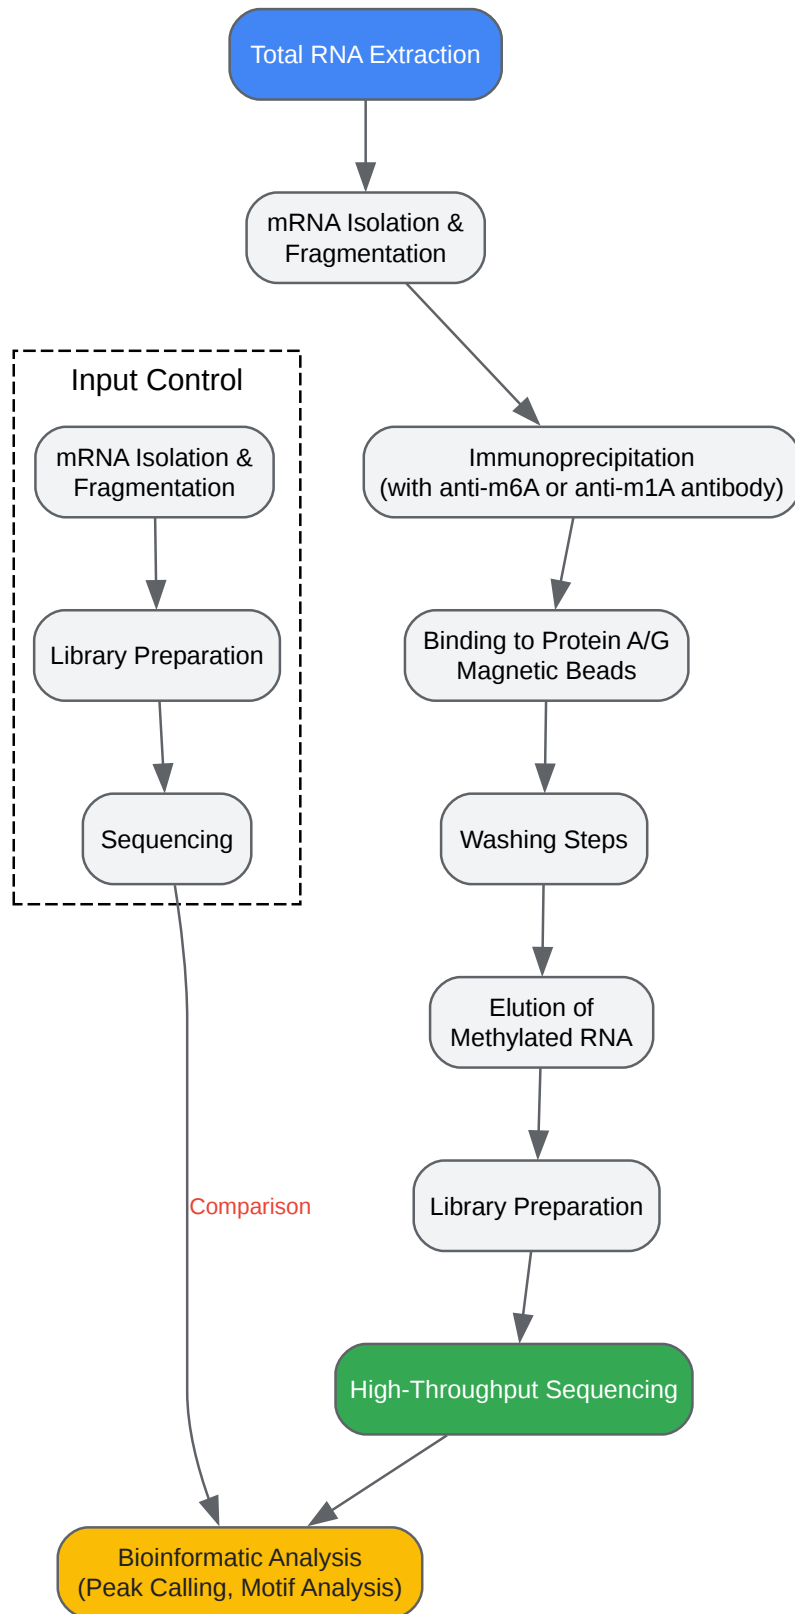 Total RNA Extraction
mRNA Isolation &
Fragmentation
Input Control
mRNA Isolation &
Fragmentation
Library Preparation
Sequencing
Immunoprecipitation
(with anti-m6A or anti-m1A antibody)
Binding to Protein A/G
Magnetic Beads
Washing Steps
Elution of
Methylated RNA
Library Preparation
Comparison
High-Throughput Sequencing
Bioinformatic Analysis
(Peak Calling, Motif Analysis)